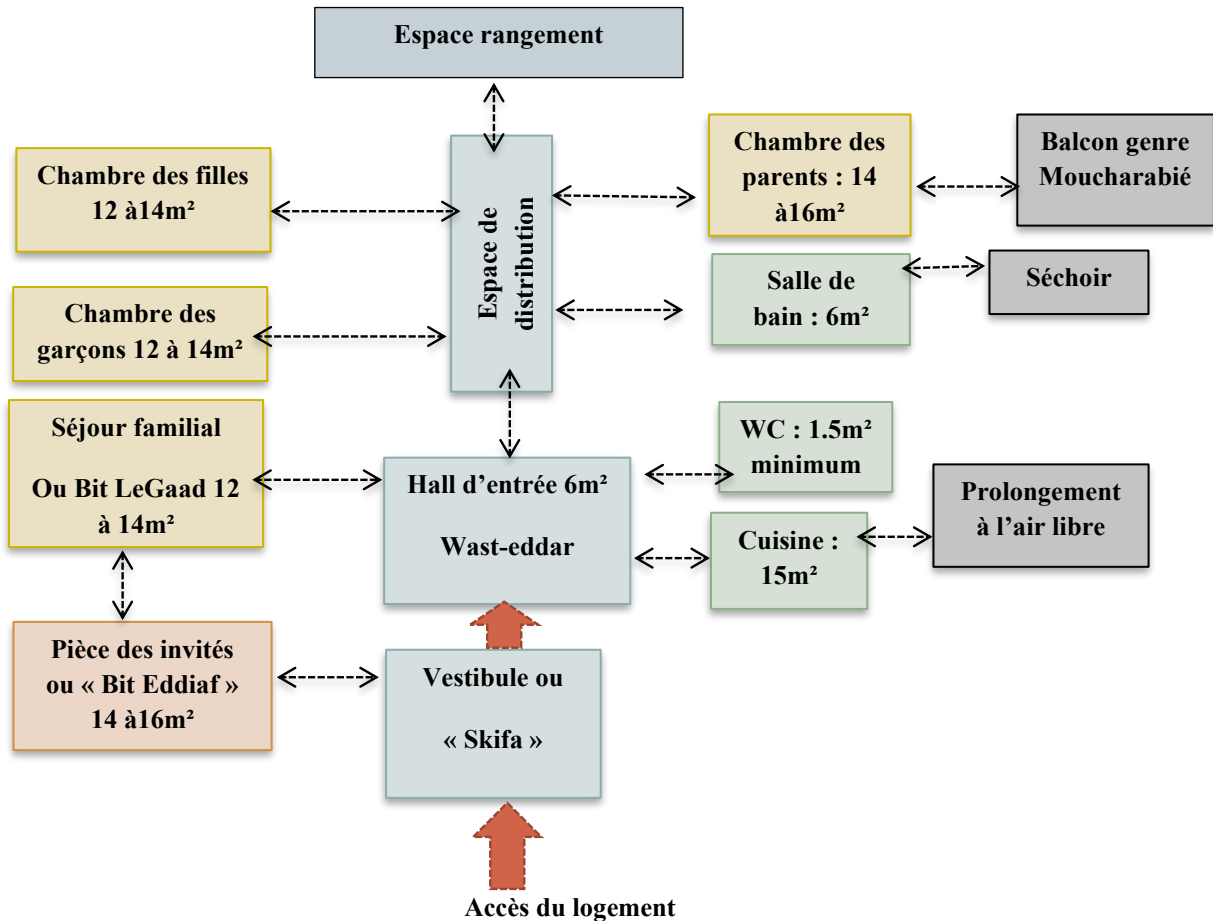 Espace rangement
Chambre des filles
12 à14m²
Espace de
distribution
Chambre des
parents : 14
à16m²
Balcon genre
Moucharabié
Salle de
bain : 6m²
Séchoir
Chambre des
garçons 12 à 14m²
Séjour familial
Ou Bit LeGaad 12
à 14m²
Hall d’entrée 6m²
Wast-eddar
WC : 1.5m²
minimum
Cuisine :
15m²
Prolongement
à l’air libre
Pièce des invités
ou « Bit Eddiaf »
14 à16m²
Vestibule ou
« Skifa »
Accès du logement